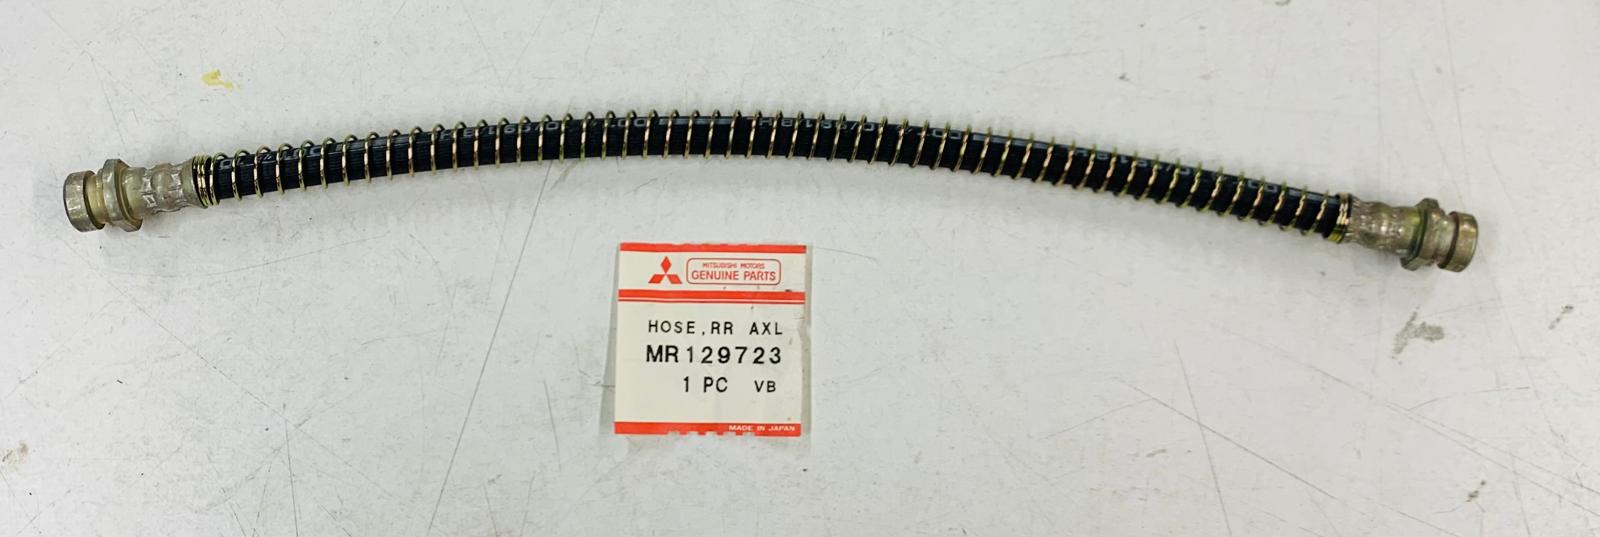 MITSUBISHI MOTORS
GENUINE PARTS
HOSE, RR AXL
MR129723
1 PC VB
MADE IN JAPAN